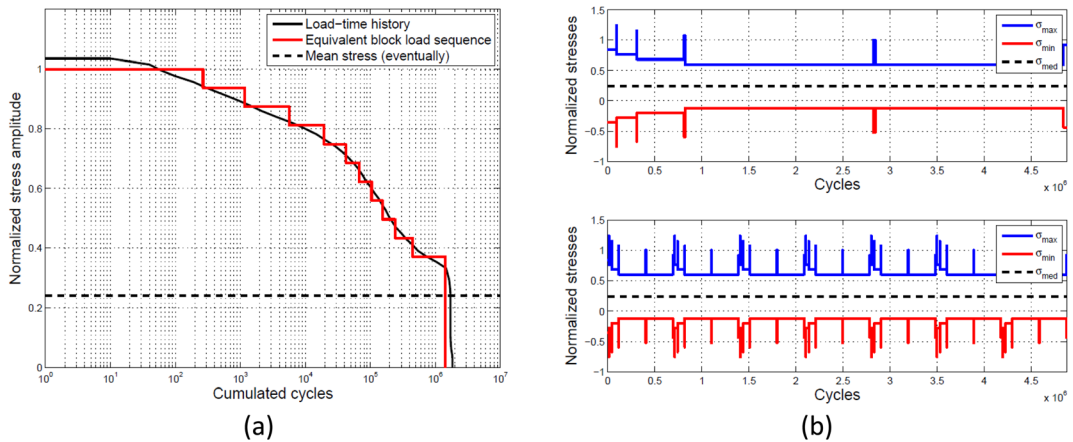 Load−time history
Equivalent block load sequence
Mean stress (eventually)
Normalized stress amplitude
1
0.8
0.6
0.4
0.2
0
10^0 10^1 10^2 10^3 10^4 10^5 10^6 10^7
Cumulated cycles
(a)
Normalized stresses
1.5
1
0.5
0
−0.5
−1
σmax
σmin
σmed
0 0.5 1 1.5 2 2.5 3 3.5 4 4.5
Cycles
x 10^6
Normalized stresses
1.5
1
0.5
0
−0.5
−1
σmax
σmin
σmed
0 0.5 1 1.5 2 2.5 3 3.5 4 4.5
Cycles
x 10^6
(b)